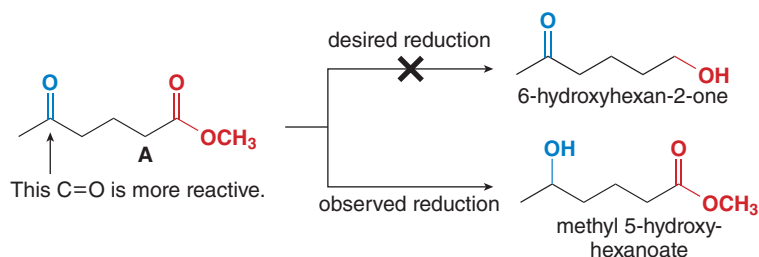 O
O
OCH3
A
This C=O is more reactive.
desired reduction
O
OH
6-hydroxyhexan-2-one
observed reduction
OH
O
OCH3
methyl 5-hydroxy-
hexanoate